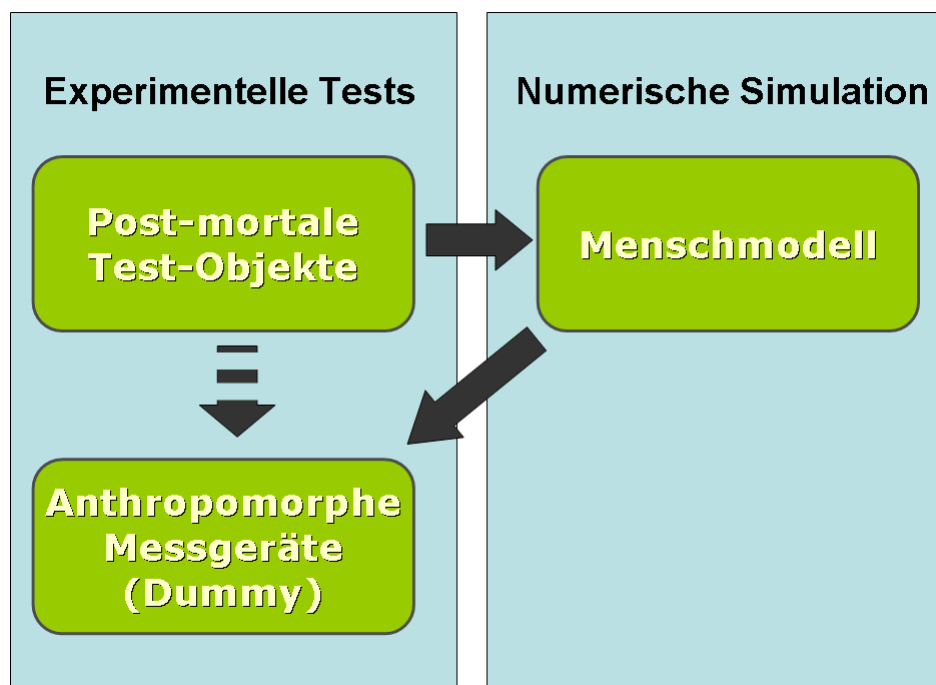 Experimentelle Tests
Post-mortale
Test-Objekte
Anthropomorphe
Messgeräte
(Dummy)
Numerische Simulation
Menschmodell